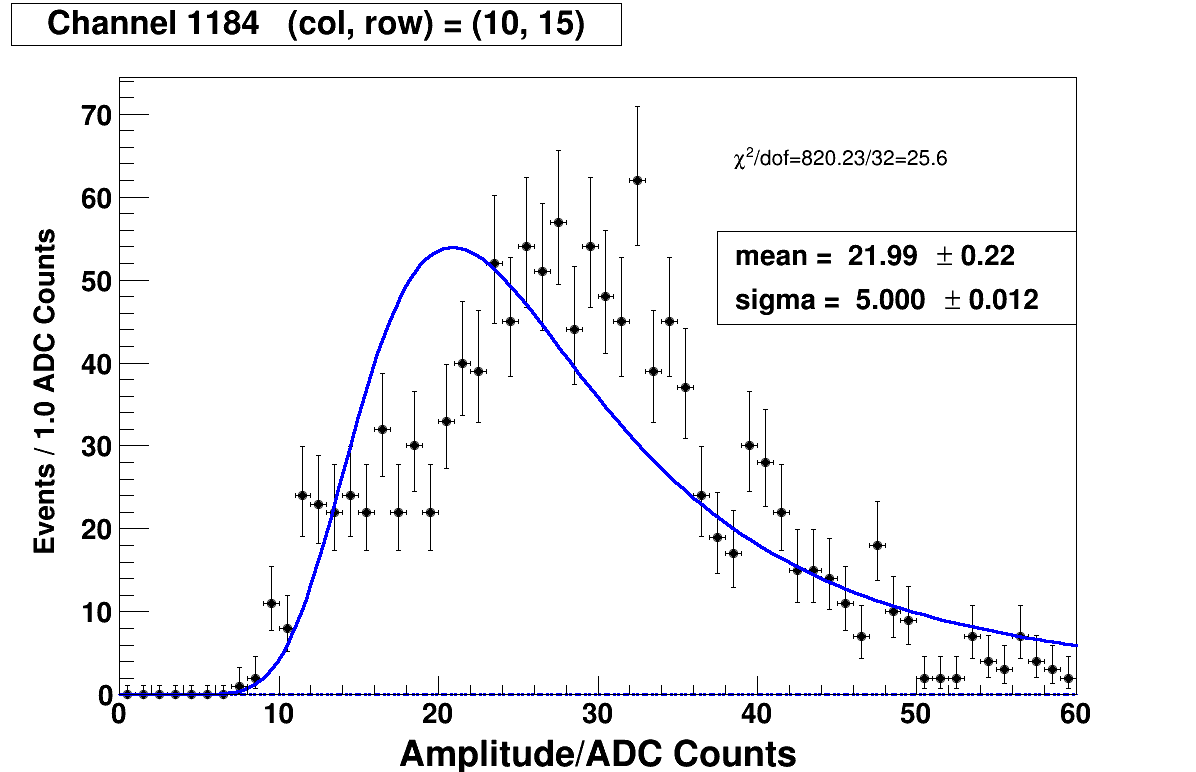 Channel 1184 (col, row) = (10, 15)
χ²/dof=820.23/32=25.6
mean = 21.99 ± 0.22
sigma = 5.000 ± 0.012
Events / 1.0 ADC Counts
70
60
50
40
30
20
10
0
0 10 20 30 40 50 60
Amplitude/ADC Counts